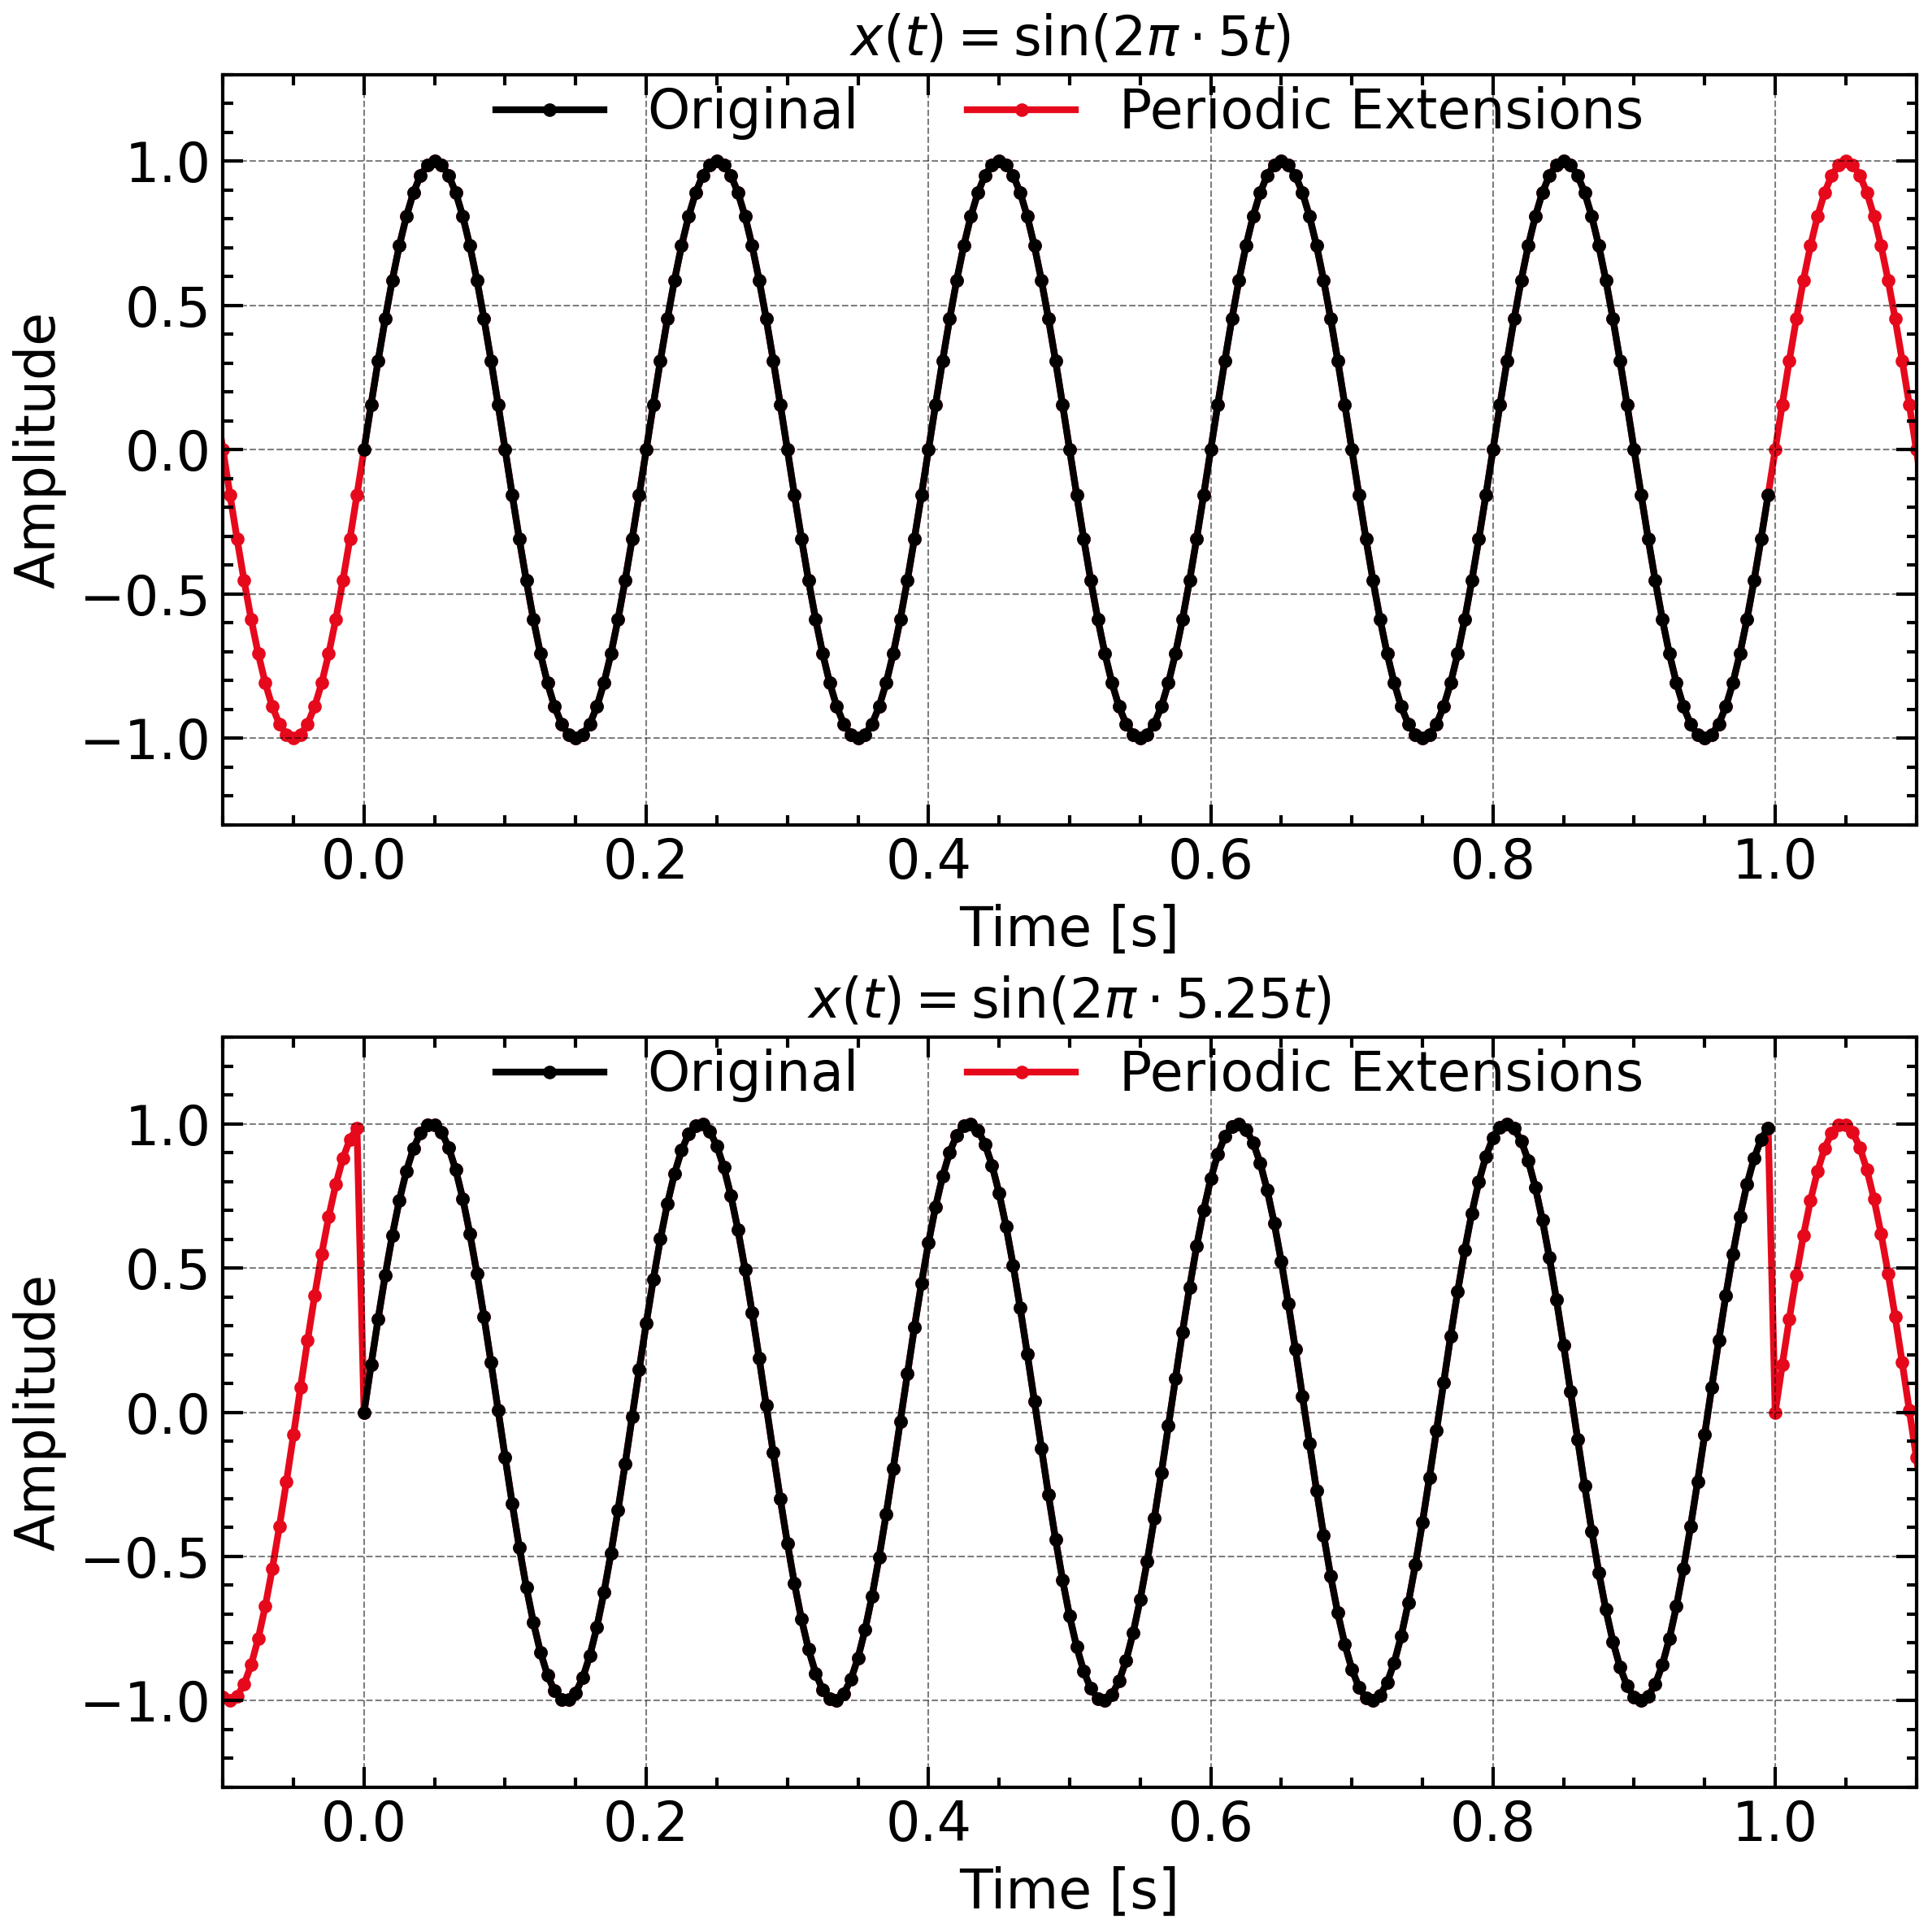 x(t) = sin(2π · 5t)
Original Periodic Extensions
1.0
0.5
0.0
−0.5
−1.0
Amplitude
0.0 0.2 0.4 0.6 0.8 1.0
Time [s]
x(t) = sin(2π · 5.25t)
Original Periodic Extensions
1.0
0.5
0.0
−0.5
−1.0
Amplitude
0.0 0.2 0.4 0.6 0.8 1.0
Time [s]